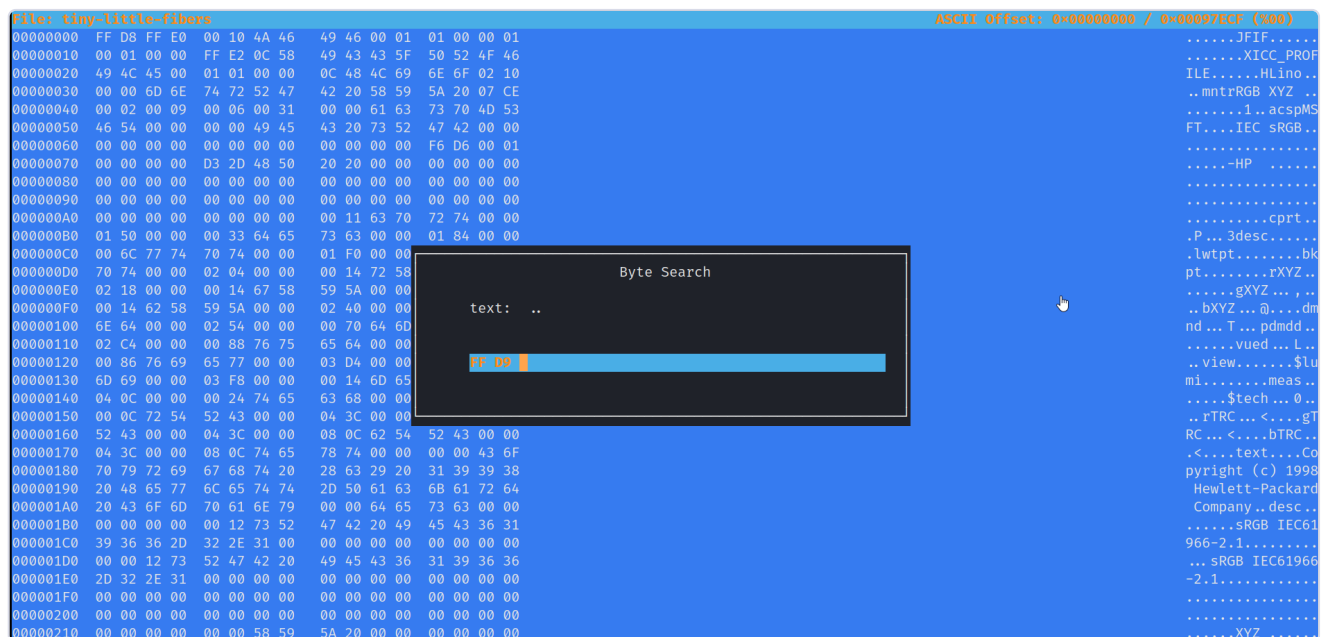 File: tiny-little-fibers ASCII Offset: 0×00000000 / 0×00097ECF (%00)
00000000 FF D8 FF E0 00 10 4A 46 49 46 00 01 01 00 00 01 ......JFIF......
00000010 00 01 00 00 FF E2 0C 58 49 43 43 5F 50 52 4F 46 .......XICC_PROF
00000020 49 4C 45 00 01 01 00 00 0C 48 4C 69 6E 6F 02 10 ILE......HLino..
00000030 00 00 6D 6E 74 72 52 47 42 20 58 59 5A 20 07 CE ..mntrRGB XYZ ..
00000040 00 02 00 09 00 06 00 31 00 00 61 63 73 70 4D 53 .......1..acspMS
00000050 46 54 00 00 00 00 49 45 43 20 73 52 47 42 00 00 FT....IEC sRGB..
00000060 00 00 00 00 00 00 00 00 00 00 00 00 F6 D6 00 01 ................
00000070 00 00 00 00 D3 2D 48 50 20 20 00 00 00 00 00 00 .....-HP  ......
00000080 00 00 00 00 00 00 00 00 00 00 00 00 00 00 00 00 ................
00000090 00 00 00 00 00 00 00 00 00 00 00 00 00 00 00 00 ................
000000A0 00 00 00 00 00 00 00 00 00 11 63 70 72 74 00 00 ..........cprt..
000000B0 01 50 00 00 00 33 64 65 73 63 00 00 01 84 00 00 .P...3desc......
000000C0 00 6C 77 74 70 74 00 00 01 F0 00 00 .lwtpt........bk
000000D0 70 74 00 00 02 04 00 00 00 14 72 58 pt........rXYZ..
000000E0 02 18 00 00 00 14 67 58 59 5A 00 00 ......gXYZ...,..
000000F0 00 14 62 58 59 5A 00 00 02 40 00 00 ..bXYZ...@....dm
00000100 6E 64 00 00 02 54 00 00 00 70 64 6D nd...T...pdmdd..
00000110 02 C4 00 00 00 88 76 75 65 64 00 00 ......vued...L..
00000120 00 86 76 69 65 77 00 00 03 D4 00 00 ..view.......$lu
00000130 6D 69 00 00 03 F8 00 00 00 14 6D 65 mi........meas..
00000140 04 0C 00 00 00 24 74 65 63 68 00 00 .....$tech...0..
00000150 00 0C 72 54 52 43 00 00 04 3C 00 00 ..rTRC...<....gT
00000160 52 43 00 00 04 3C 00 00 08 0C 62 54 52 43 00 00 RC...<....bTRC..
00000170 04 3C 00 00 08 0C 74 65 78 74 00 00 00 00 43 6F .<....text....Co
00000180 70 79 72 69 67 68 74 20 28 63 29 20 31 39 39 38 pyright (c) 1998
00000190 20 48 65 77 6C 65 74 74 2D 50 61 63 6B 61 72 64 Hewlett-Packard
000001A0 20 43 6F 6D 70 61 6E 79 00 00 64 65 73 63 00 00 Company..desc..
000001B0 00 00 00 00 00 12 73 52 47 42 20 49 45 43 36 31 ......sRGB IEC61
000001C0 39 36 36 2D 32 2E 31 00 00 00 00 00 00 00 00 00 966-2.1.........
000001D0 00 00 12 73 52 47 42 20 49 45 43 36 31 39 36 36 ...sRGB IEC61966
000001E0 2D 32 2E 31 00 00 00 00 00 00 00 00 00 00 00 00 -2.1............
000001F0 00 00 00 00 00 00 00 00 00 00 00 00 00 00 00 00 ................
00000200 00 00 00 00 00 00 00 00 00 00 00 00 00 00 00 00 ................
00000210 00 00 00 00 00 00 58 59 5A 20 00 00 00 00 00 00 ......XYZ ......
Byte Search
text: ..
FF D9